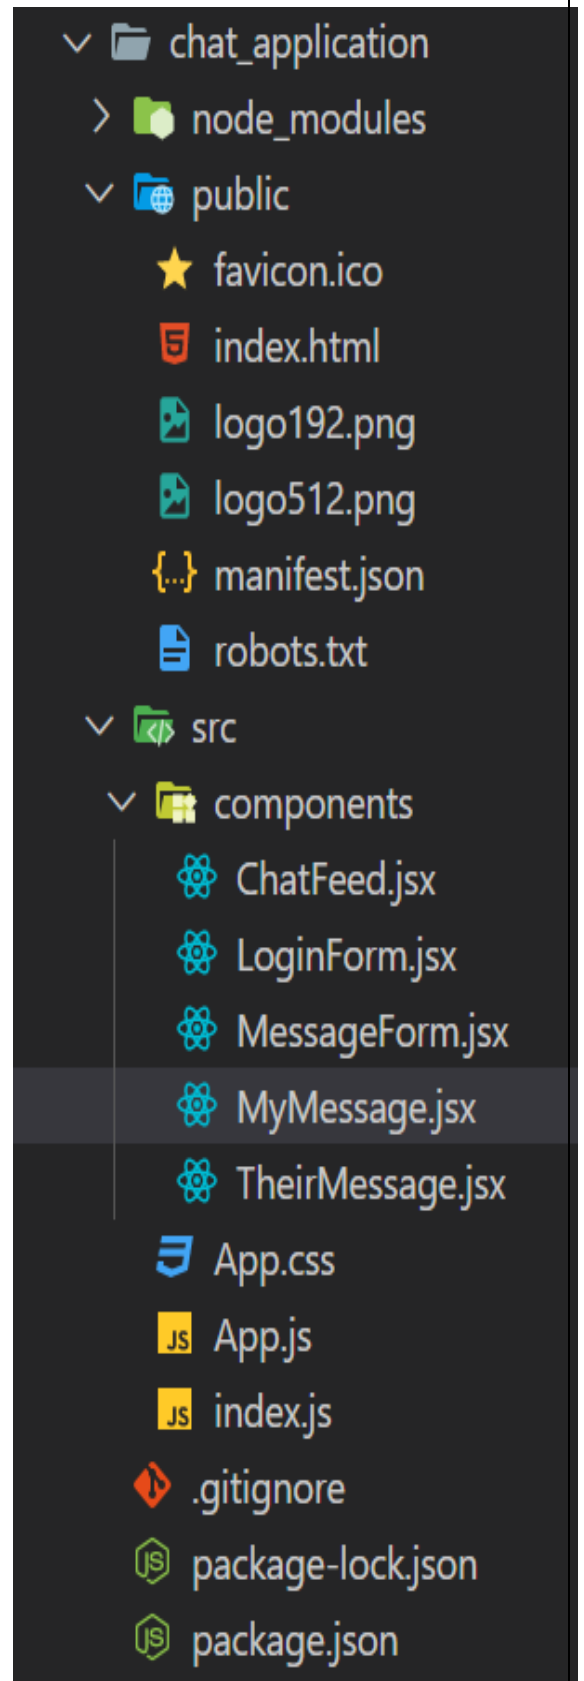 chat_application
node_modules
public
favicon.ico
index.html
logo192.png
logo512.png
manifest.json
robots.txt
src
components
ChatFeed.jsx
LoginForm.jsx
MessageForm.jsx
MyMessage.jsx
TheirMessage.jsx
App.css
App.js
index.js
.gitignore
package-lock.json
package.json